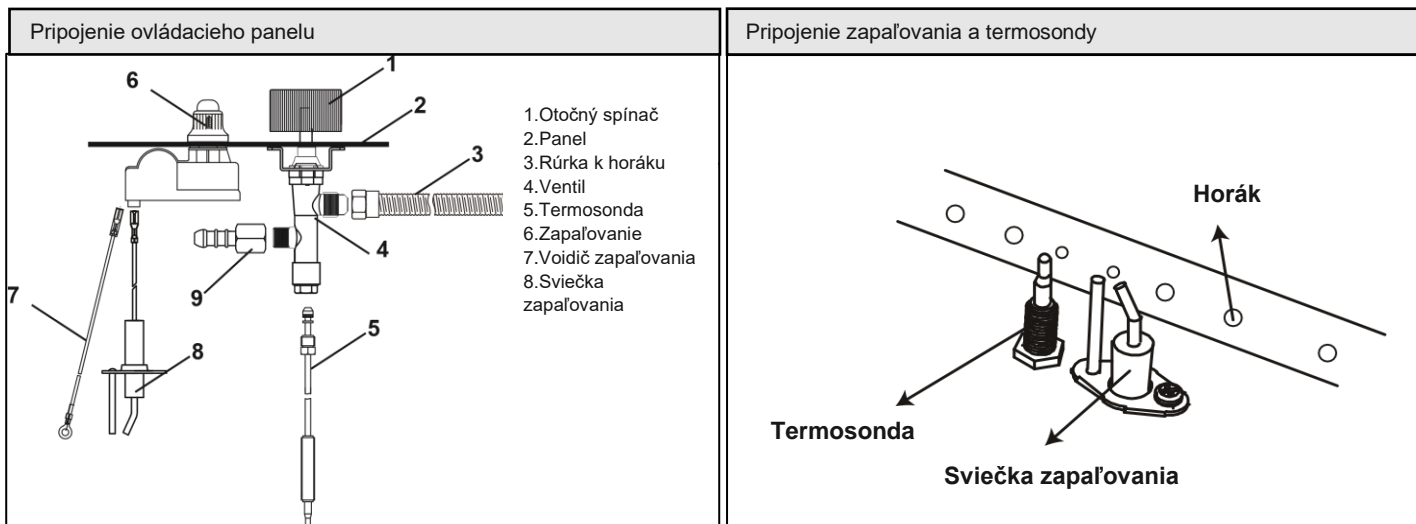 Pripojenie ovládacieho panelu
1
6
2
3
4
9
7
5
8
1.Otočný spínač
2.Panel
3.Rúrka k horáku
4.Ventil
5.Termosonda
6.Zapaľovanie
7.Voidič zapaľovania
8.Sviečka
zapaľovania
Pripojenie zapaľovania a termosondy
Horák
Termosonda
Sviečka zapaľovania